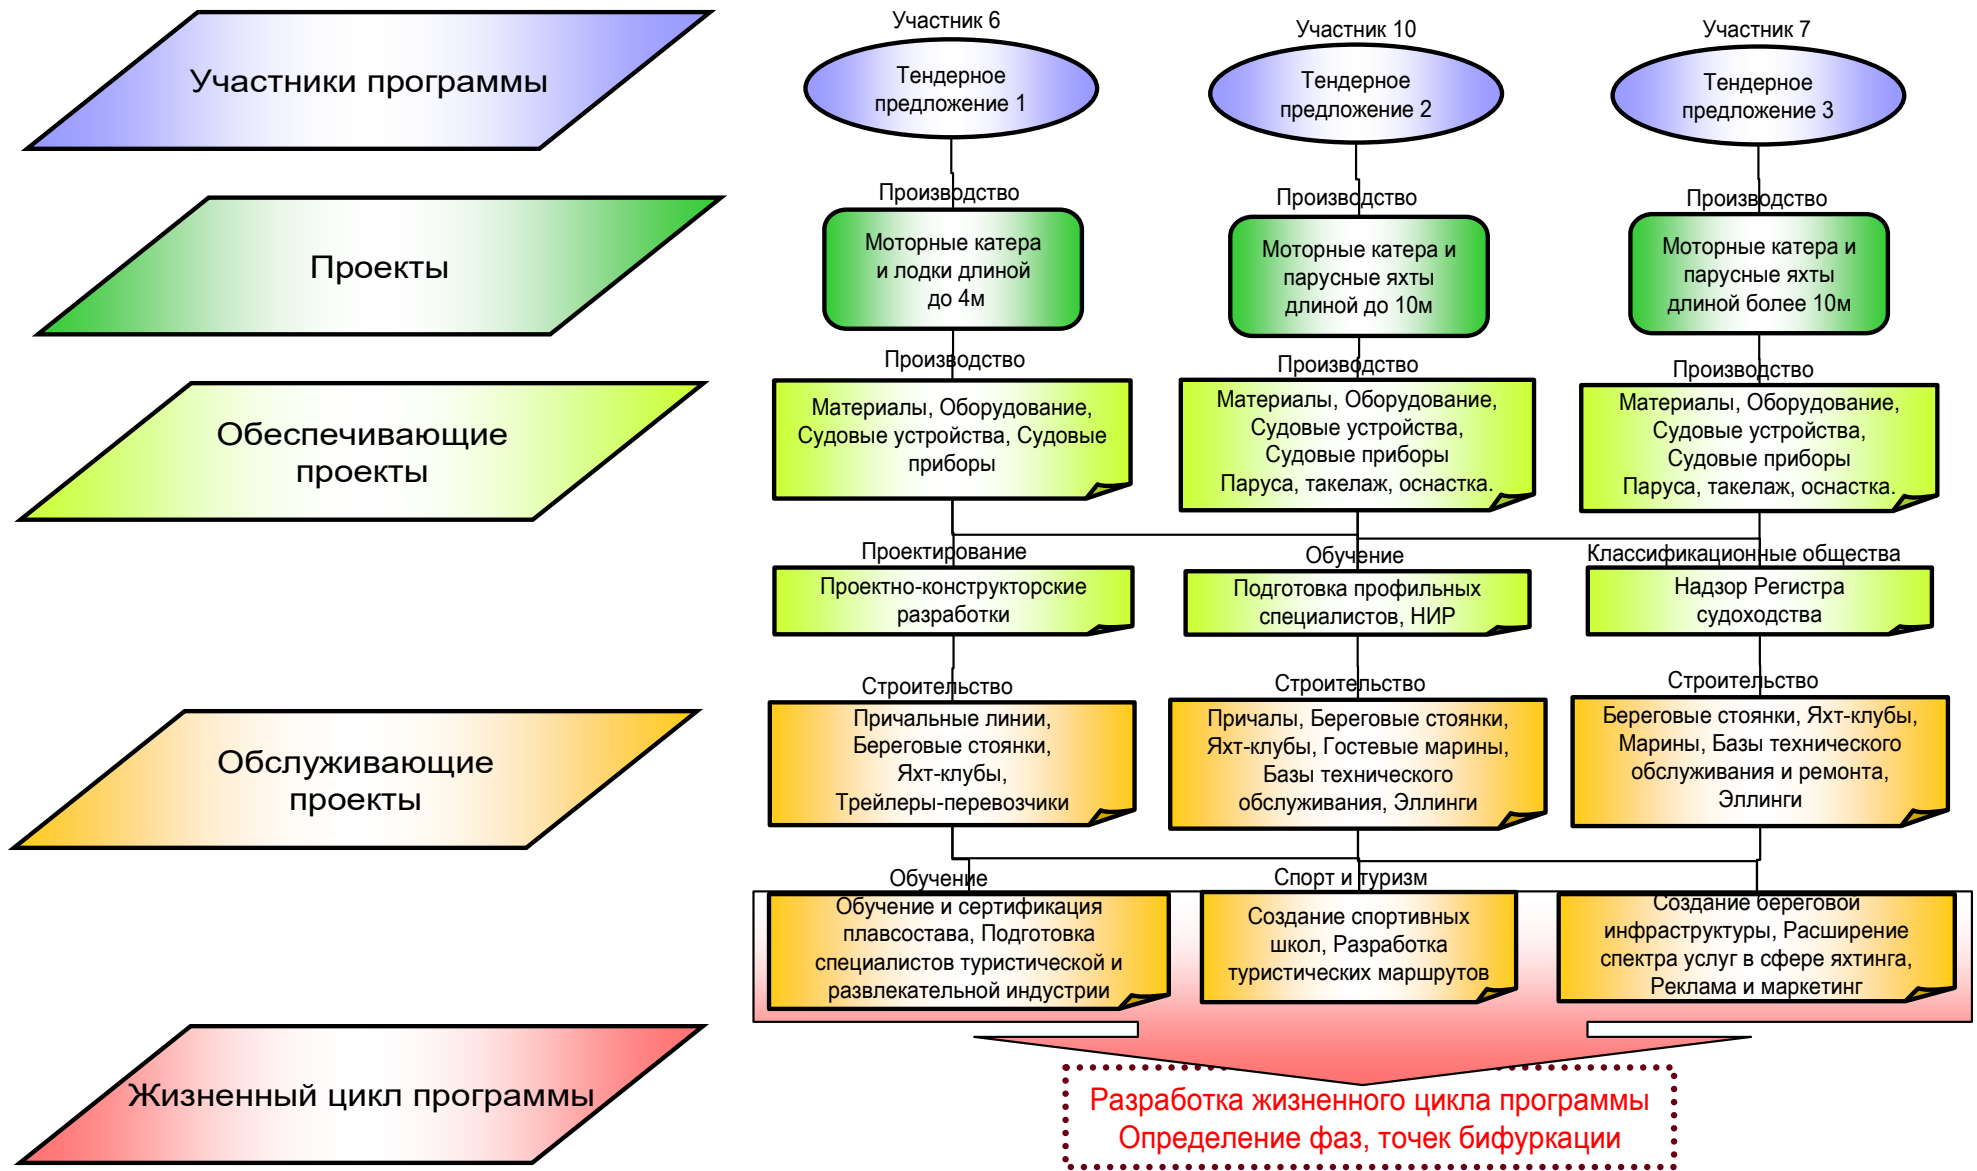 Участники программы
Участник 6
Тендерное
предложение 1
Участник 10
Тендерное
предложение 2
Участник 7
Тендерное
предложение 3
Проекты
Производство
Моторные катера
и лодки длиной
до 4м
Производство
Моторные катера и
парусные яхты
длиной до 10м
Производство
Моторные катера и
парусные яхты
длиной более 10м
Обеспечивающие
проекты
Производство
Материалы, Оборудование,
Судовые устройства, Судовые
приборы
Производство
Материалы, Оборудование,
Судовые устройства,
Судовые приборы
Паруса, такелаж, оснастка.
Производство
Материалы, Оборудование,
Судовые устройства,
Судовые приборы
Паруса, такелаж, оснастка.
Проектирование
Проектно-конструкторские
разработки
Обучение
Подготовка профильных
специалистов, НИР
Классификационные общества
Надзор Регистра
судоходства
Обслуживающие
проекты
Строительство
Причальные линии,
Береговые стоянки,
Яхт-клубы,
Трейлеры-перевозчики
Строительство
Причалы, Береговые стоянки,
Яхт-клубы, Гостевые марины,
Базы технического
обслуживания, Эллинги
Строительство
Береговые стоянки, Яхт-клубы,
Марины, Базы технического
обслуживания и ремонта,
Эллинги
Обучение
Обучение и сертификация
плавсостава, Подготовка
специалистов туристической и
развлекательной индустрии
Спорт и туризм
Создание спортивных
школ, Разработка
туристических маршрутов
Создание береговой
инфраструктуры, Расширение
спектра услуг в сфере яхтинга,
Реклама и маркетинг
Жизненный цикл программы
Разработка жизненного цикла программы
Определение фаз, точек бифуркации